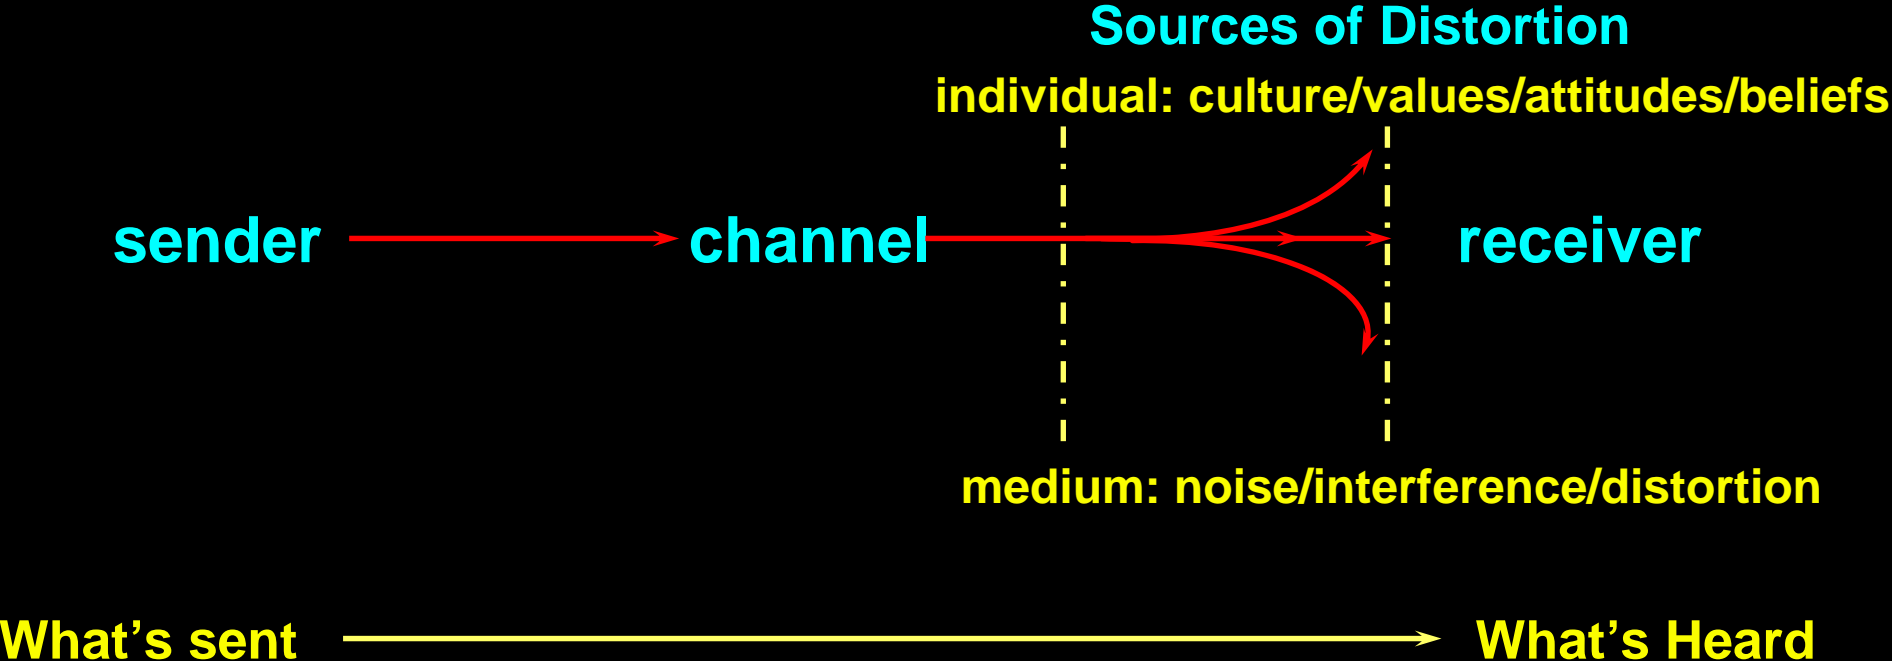 Sources of Distortion
individual: culture/values/attitudes/beliefs
sender
channel
receiver
medium: noise/interference/distortion
What’s sent
What’s Heard